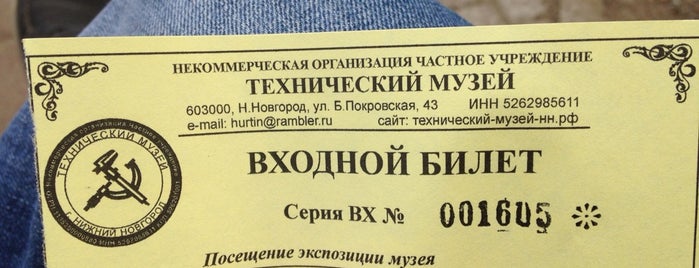 НЕКОММЕРЧЕСКАЯ ОРГАНИЗАЦИЯ ЧАСТНОЕ УЧРЕЖДЕНИЕ
ТЕХНИЧЕСКИЙ МУЗЕЙ
603000, Н.Новгород, ул. Б.Покровская, 43 ИНН 5262985611
e-mail: hurtin@rambler.ru сайт: технический-музей-нн.рф
ТЕХНИЧЕСКИЙ МУЗЕЙ
Г. НИЖНИЙ НОВГОРОД
ВХОДНОЙ БИЛЕТ
Серия ВХ № 001605
Посещение экспозиции музея